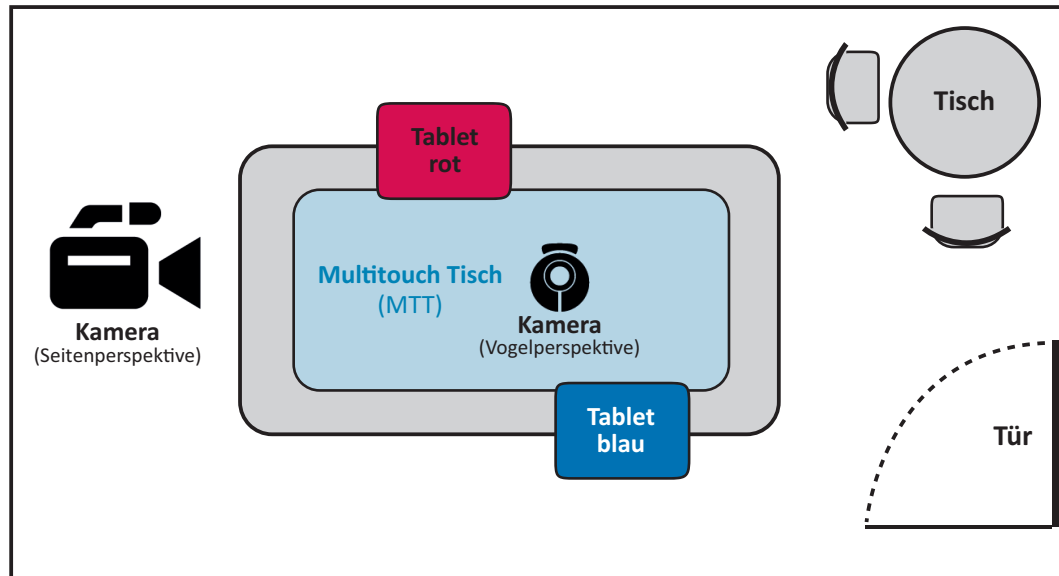 Tisch
Tablet
rot
Multitouch Tisch
(MTT)
Kamera
(Vogelperspektive)
Kamera
(Seitenperspektive)
Tablet
blau
Tür